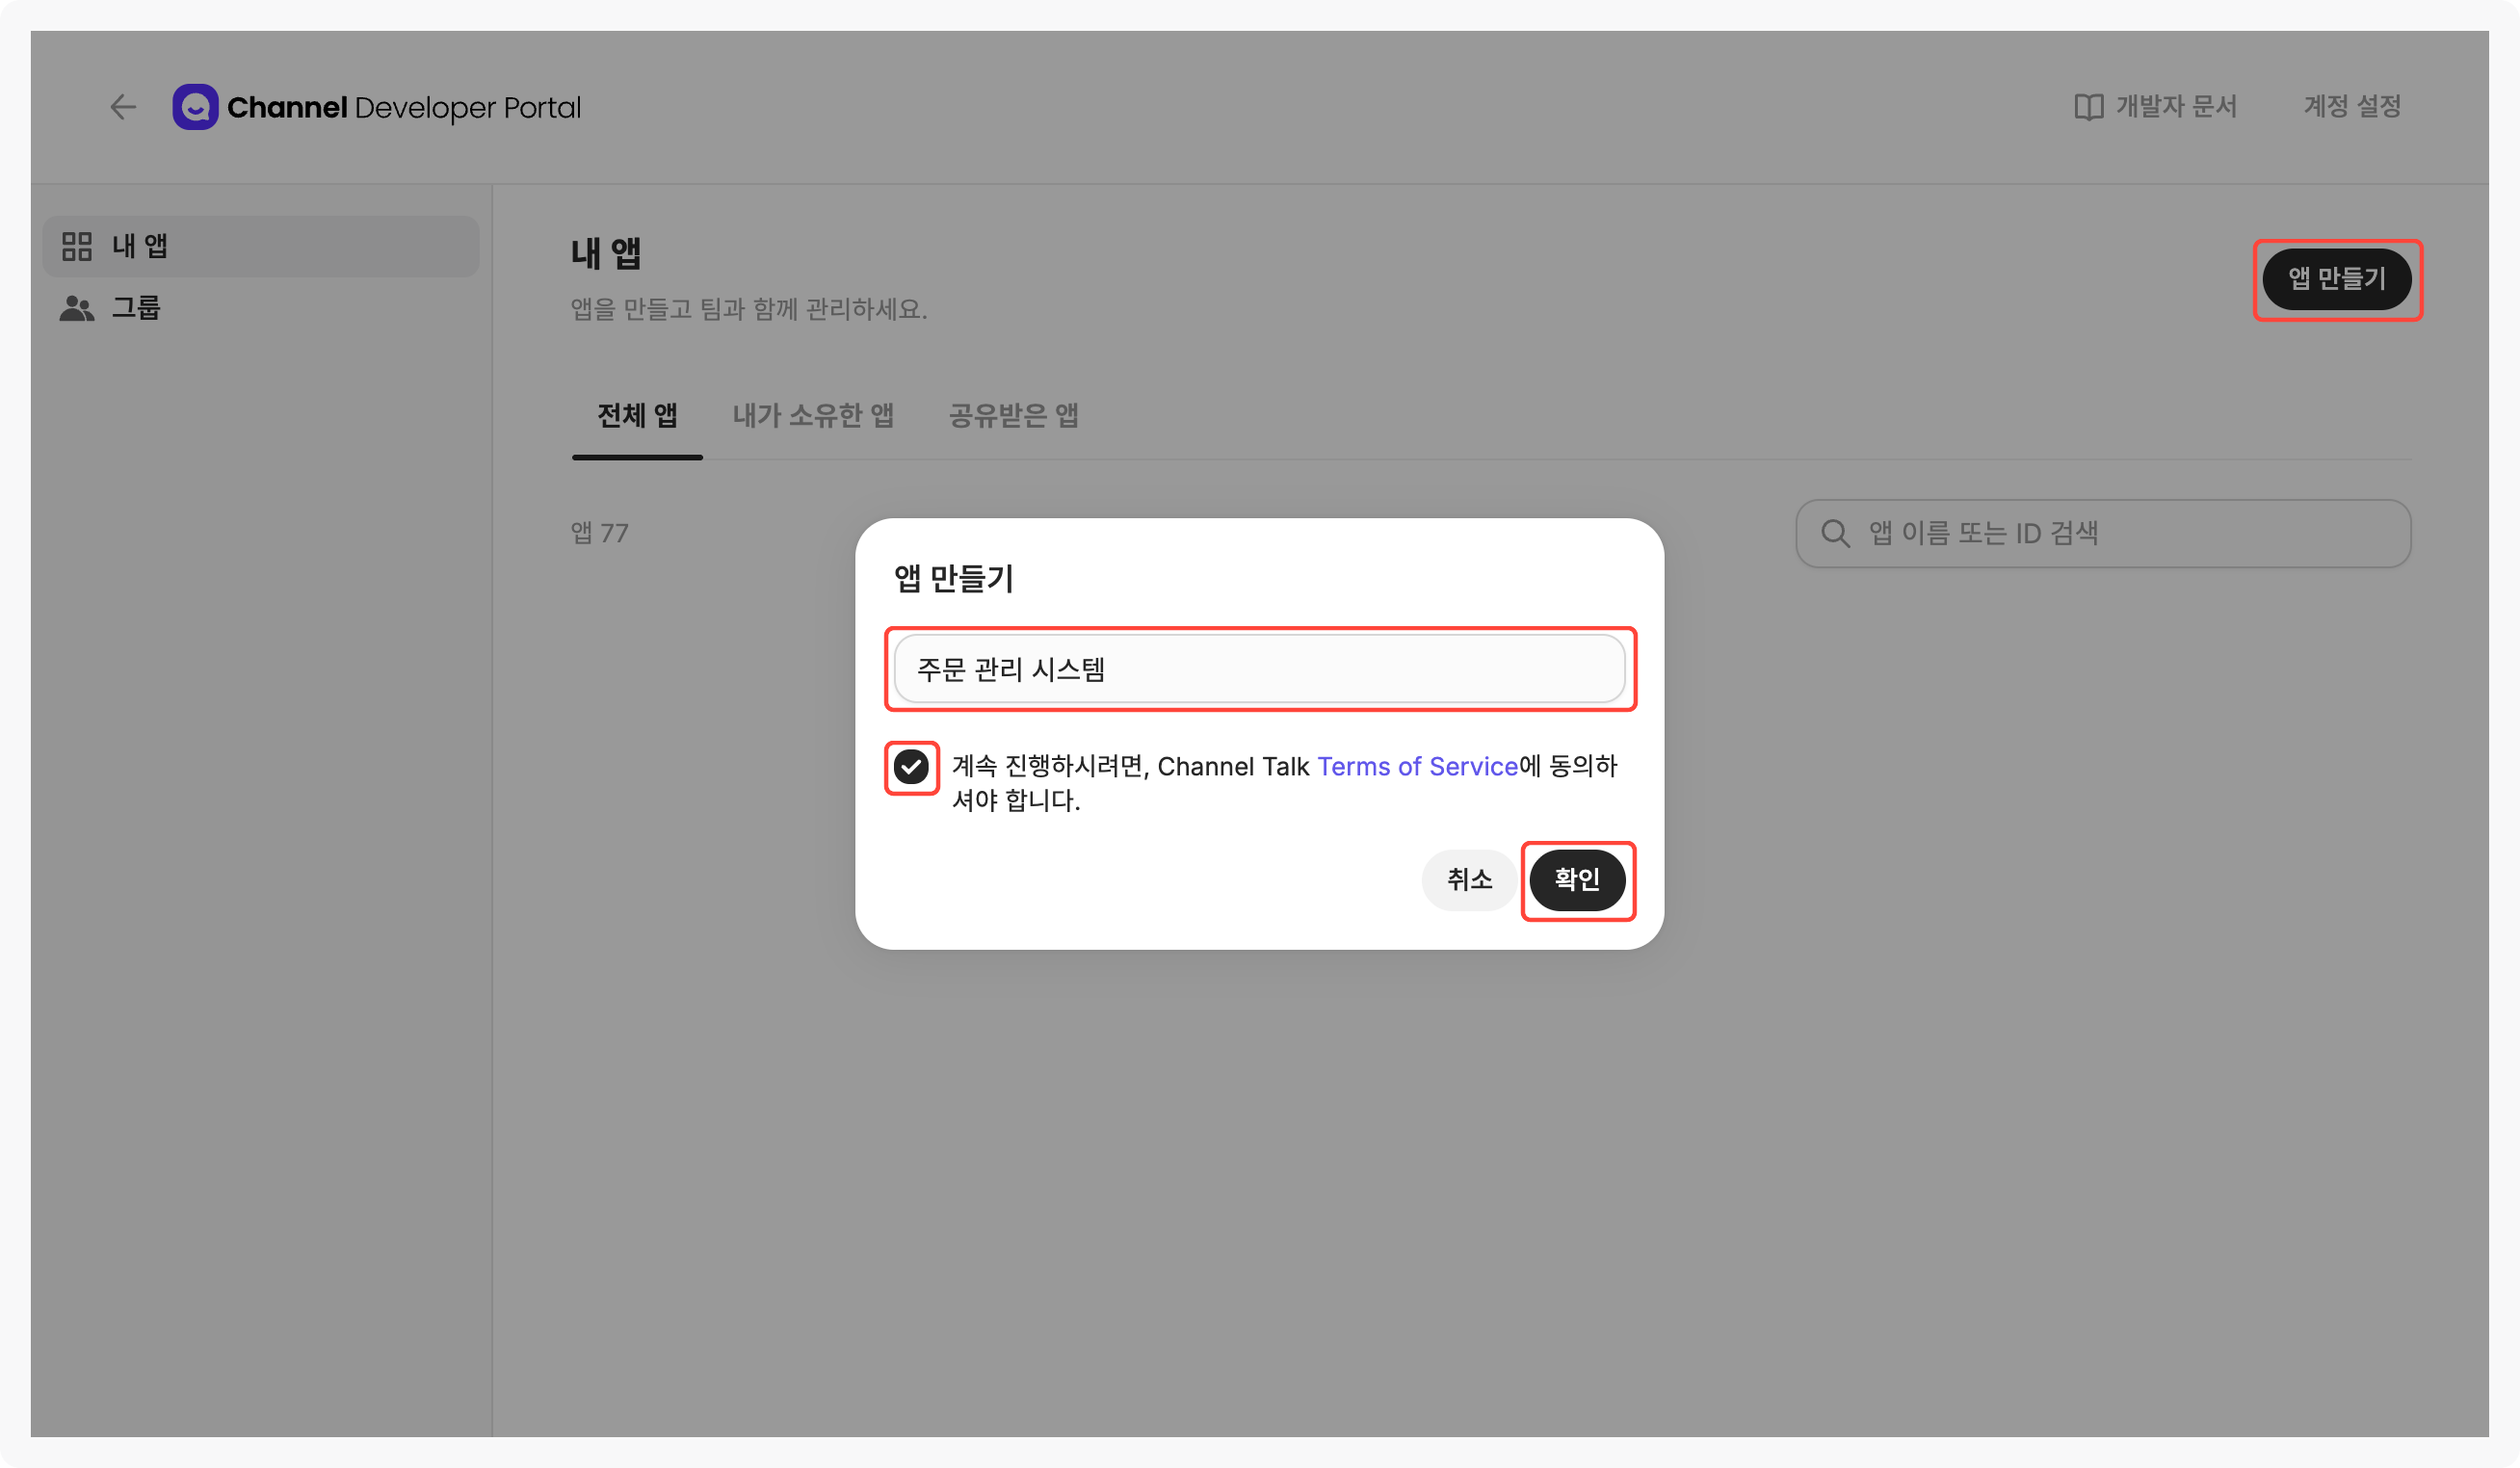 Channel Developer Portal
개발자 문서
계정 설정
내 앱
그룹
내 앱
앱 만들기
앱을 만들고 팀과 함께 관리하세요.
전체 앱
내가 소유한 앱
공유받은 앱
앱 77
앱 이름 또는 ID 검색
앱 만들기
주문 관리 시스템
계속 진행하시려면, Channel Talk Terms of Service에 동의하
셔야 합니다.
취소
확인